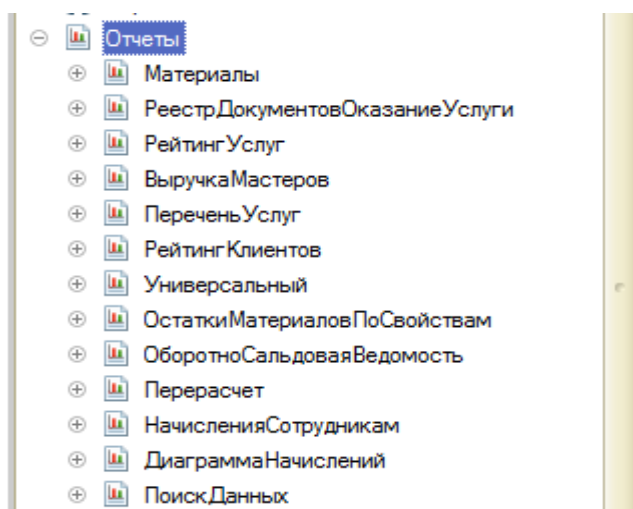 Отчеты
Материалы
РеестрДокументовОказаниеУслуги
РейтингУслуг
ВыручкаМастеров
ПереченьУслуг
РейтингКлиентов
Универсальный
ОстаткиМатериаловПоСвойствам
ОборотноСальдоваяВедомость
Перерасчет
НачисленияСотрудникам
ДиаграммаНачислений
ПоискДанных